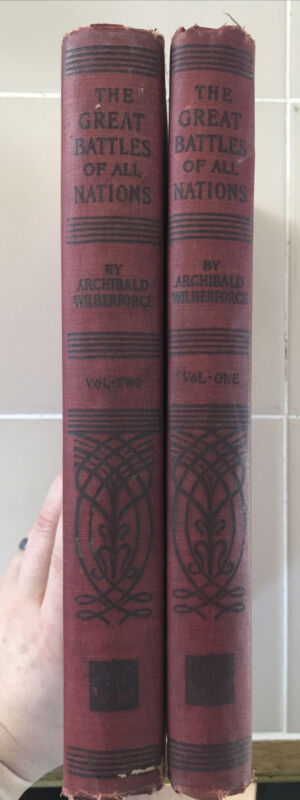 THE
GREAT
BATTLES
OF ALL
NATIONS
BY
ARCHIBALD
WILBERFORCE
VOL·TWO
THE
GREAT
BATTLES
OF ALL
NATIONS
BY
ARCHIBALD
WILBERFORCE
VOL·ONE